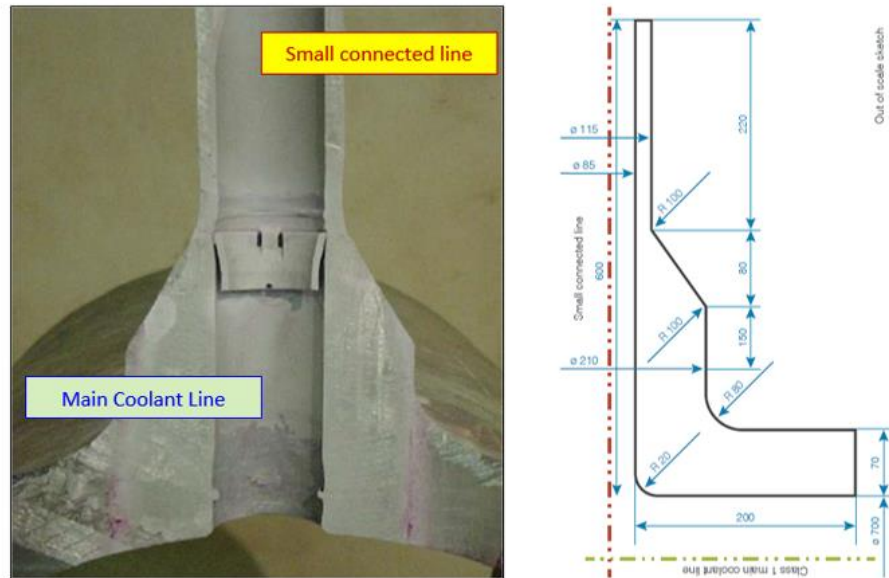 Small connected line
Main Coolant Line
Out of scale sketch
ø 115
ø 85
220
R 100
Small connected line
600
80
R 100
150
ø 210
R 80
R 20
70
200
ø 700
Class 1 main coolant line